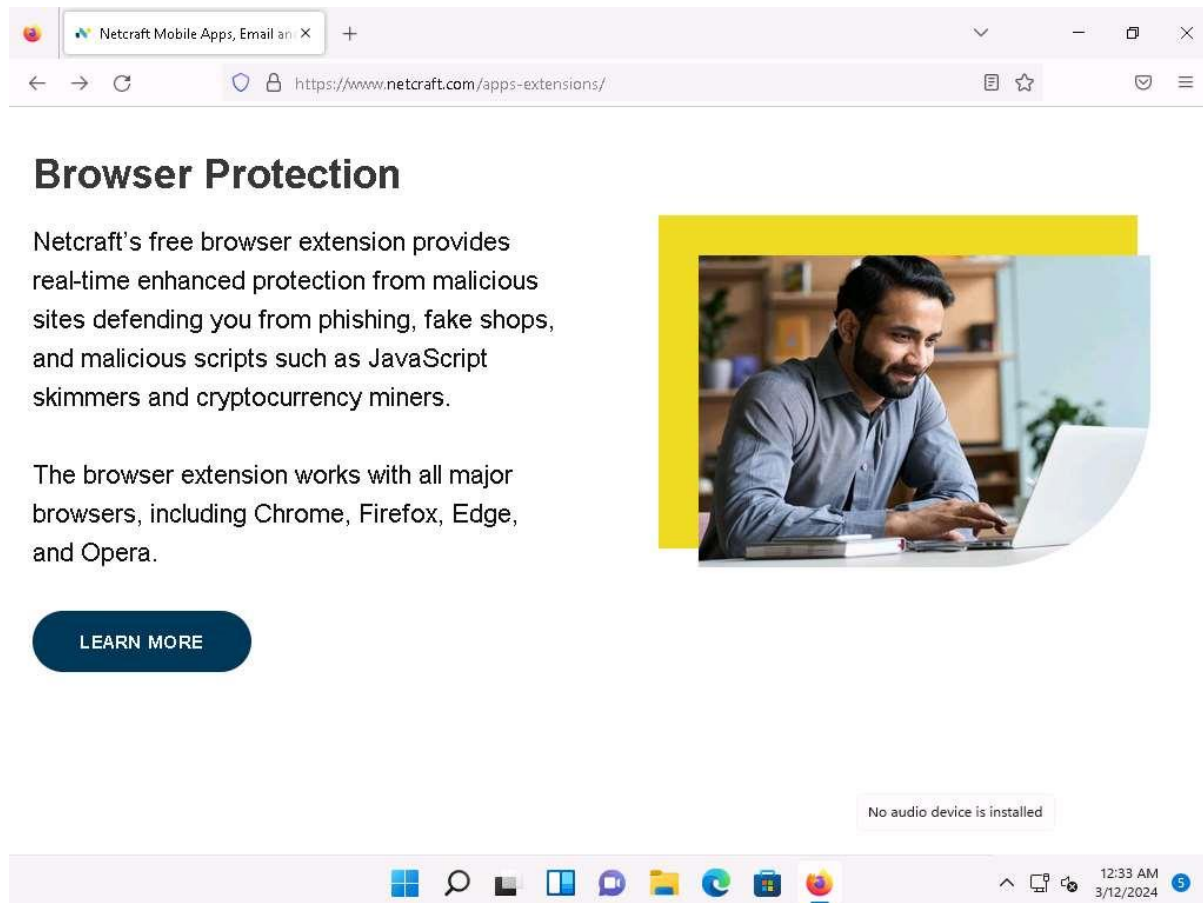 Netcraft Mobile Apps, Email an
https://www.netcraft.com/apps-extensions/
Browser Protection
Netcraft’s free browser extension provides
real-time enhanced protection from malicious
sites defending you from phishing, fake shops,
and malicious scripts such as JavaScript
skimmers and cryptocurrency miners.
The browser extension works with all major
browsers, including Chrome, Firefox, Edge,
and Opera.
LEARN MORE
No audio device is installed
12:33 AM
3/12/2024
5